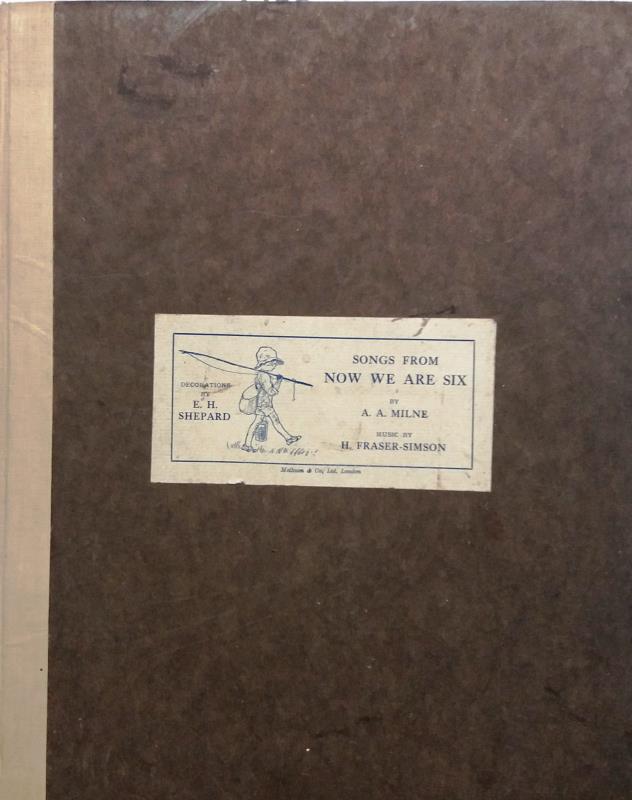 DECORATIONS
BY
E. H.
SHEPARD
SONGS FROM
NOW WE ARE SIX
BY
A. A. MILNE
MUSIC BY
H. FRASER-SIMSON
Methuen & Co, Ltd. London